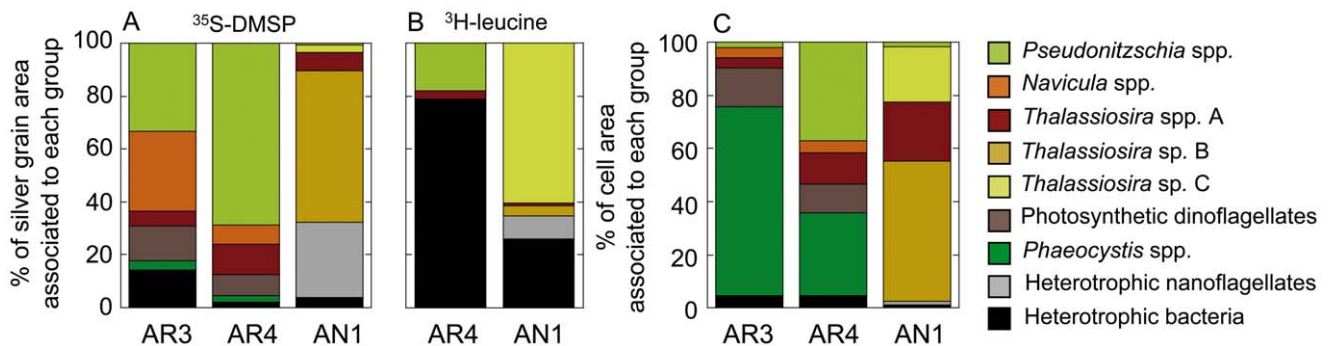 A
³⁵S-DMSP
% of silver grain area
associated to each group
100
80
60
40
20
0
AR3 AR4 AN1
B
³H-leucine
AR4 AN1
C
% of cell area
associated to each group
100
80
60
40
20
0
AR3 AR4 AN1
Pseudonitzschia spp.
Navicula spp.
Thalassiosira spp. A
Thalassiosira sp. B
Thalassiosira sp. C
Photosynthetic dinoflagellates
Phaeocystis spp.
Heterotrophic nanoflagellates
Heterotrophic bacteria